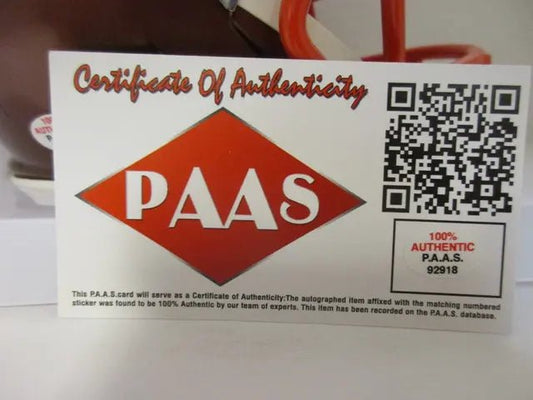 Certificate Of Authenticity
PAAS
100%
AUTHENTIC
P.A.A.S.
92918
This P.A.A.S.card will serve as a Certificate of Authenticity:The autographed item affixed with the matching numbered
sticker was found to be 100% Authentic by our team of experts. This item has been recorded on the P.A.A.S. database.
100%